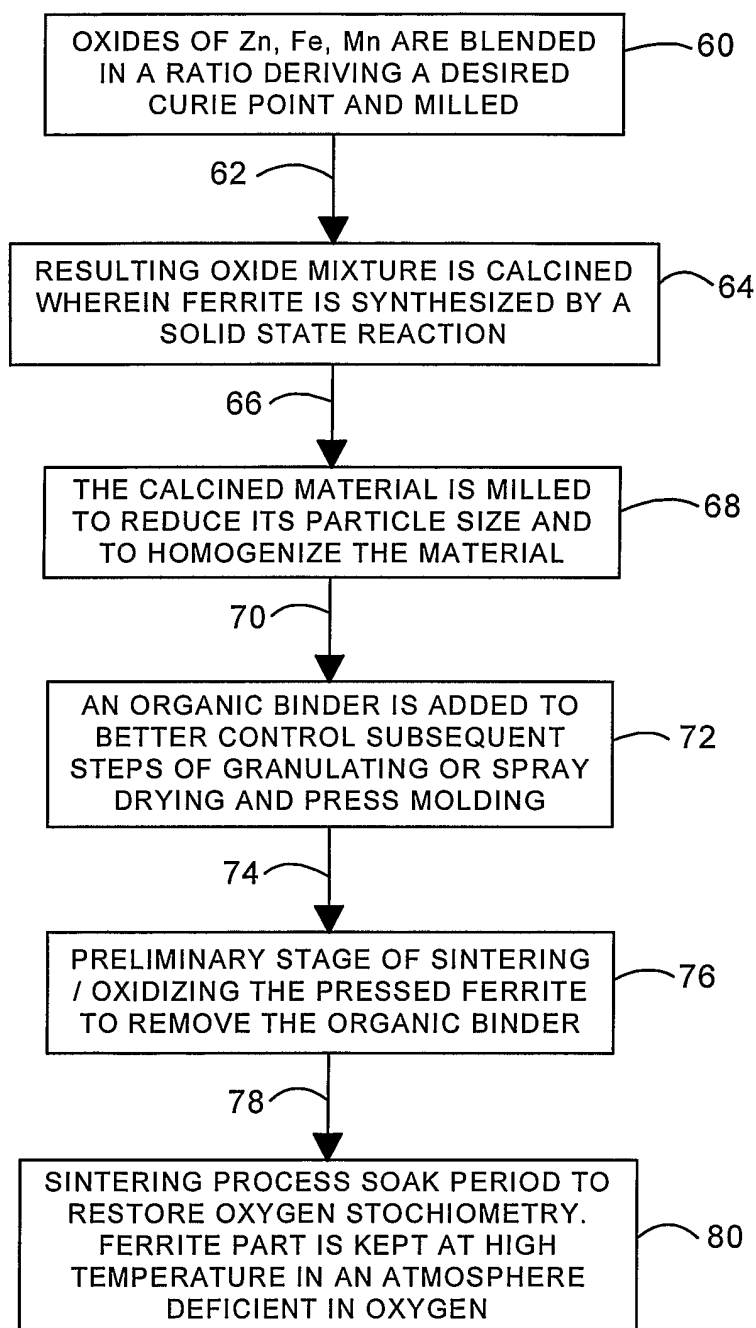 OXIDES OF Zn, Fe, Mn ARE BLENDED
IN A RATIO DERIVING A DESIRED
CURIE POINT AND MILLED
60
62
RESULTING OXIDE MIXTURE IS CALCINED
WHEREIN FERRITE IS SYNTHESIZED BY A
SOLID STATE REACTION
64
66
THE CALCINED MATERIAL IS MILLED
TO REDUCE ITS PARTICLE SIZE AND
TO HOMOGENIZE THE MATERIAL
68
70
AN ORGANIC BINDER IS ADDED TO
BETTER CONTROL SUBSEQUENT
STEPS OF GRANULATING OR SPRAY
DRYING AND PRESS MOLDING
72
74
PRELIMINARY STAGE OF SINTERING
/ OXIDIZING THE PRESSED FERRITE
TO REMOVE THE ORGANIC BINDER
76
78
SINTERING PROCESS SOAK PERIOD TO
RESTORE OXYGEN STOCHIOMETRY.
FERRITE PART IS KEPT AT HIGH
TEMPERATURE IN AN ATMOSPHERE
DEFICIENT IN OXYGEN
80